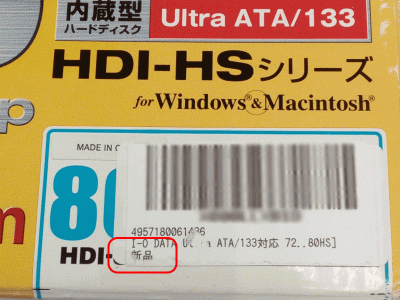 内蔵型
ハードディスク
Ultra ATA/133
HDI-HSシリーズ
for Windows&Macintosh®
MADE IN
HDI-
I-O DATA Ultra ATA/133対応 72..80HS]
新品